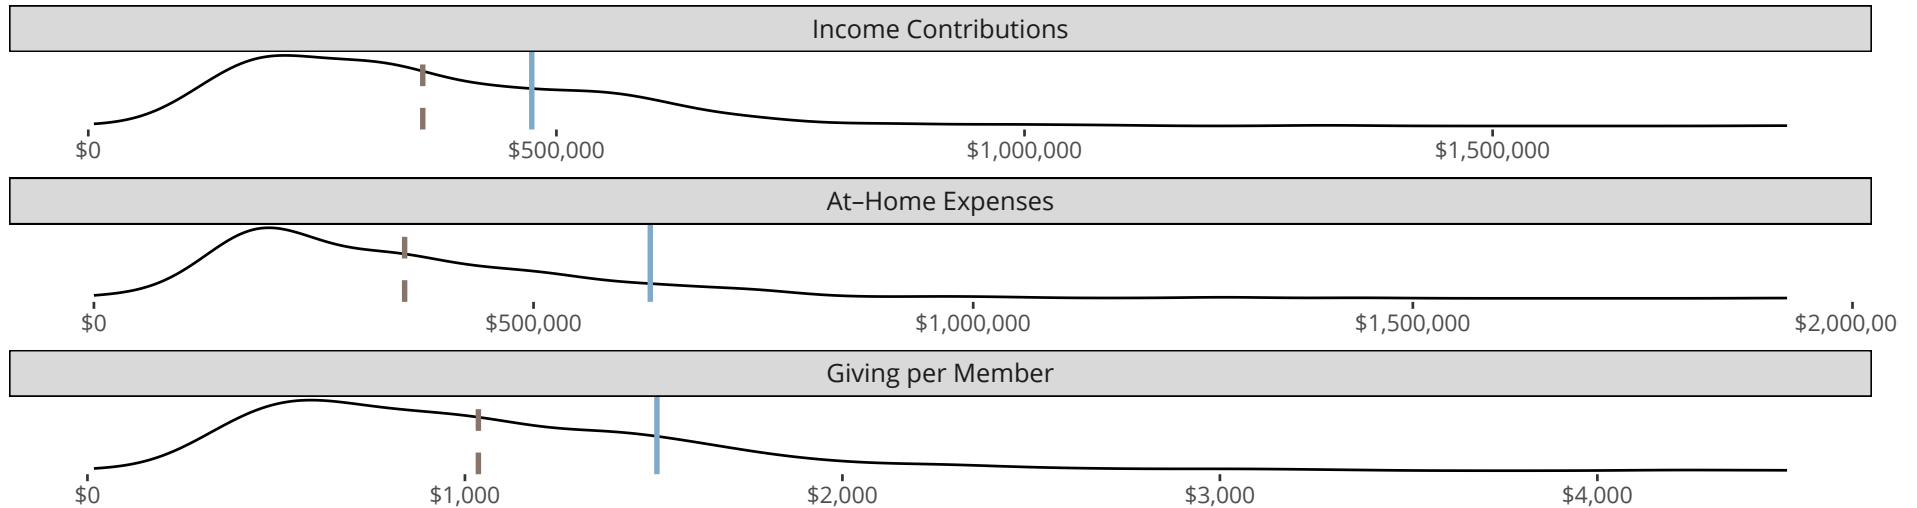 Income Contributions
$0 $500,000 $1,000,000 $1,500,000
At–Home Expenses
$0 $500,000 $1,000,000 $1,500,000 $2,000,00
Giving per Member
$0 $1,000 $2,000 $3,000 $4,000